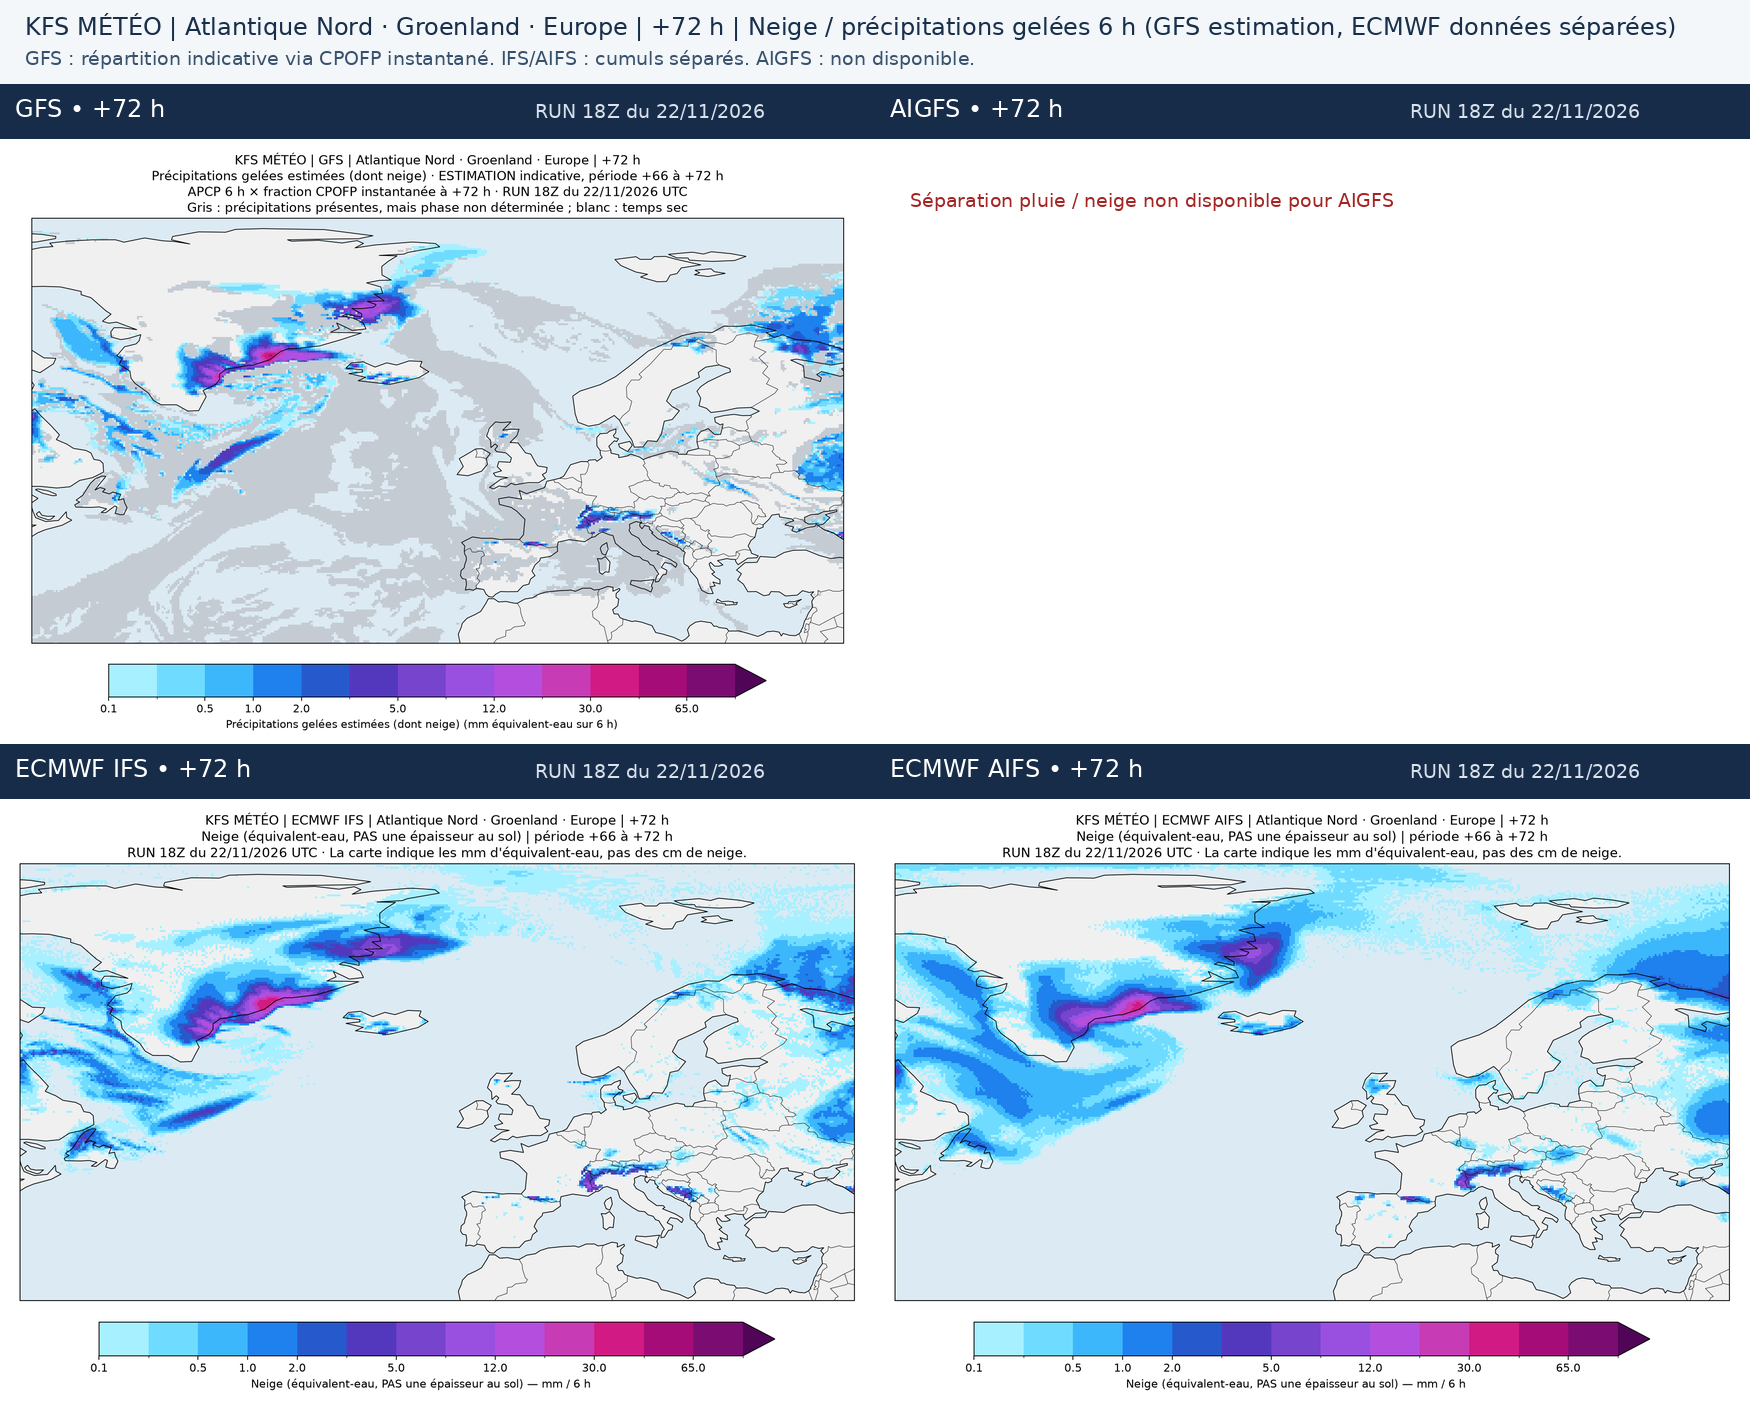 KFS MÉTÉO | Atlantique Nord · Groenland · Europe | +72 h | Neige / précipitations gelées 6 h (GFS estimation, ECMWF données séparées)
GFS : répartition indicative via CPOFP instantané. IFS/AIFS : cumuls séparés. AIGFS : non disponible.
GFS • +72 h
RUN 18Z du 22/11/2026
AIGFS • +72 h
RUN 18Z du 22/11/2026
KFS MÉTÉO | GFS | Atlantique Nord · Groenland · Europe | +72 h
Précipitations gelées estimées (dont neige) · ESTIMATION indicative, période +66 à +72 h
APCP 6 h × fraction CPOFP instantanée à +72 h · RUN 18Z du 22/11/2026 UTC
Gris : précipitations présentes, mais phase non déterminée ; blanc : temps sec
Séparation pluie / neige non disponible pour AIGFS
0.1 0.5 1.0 2.0 5.0 12.0 30.0 65.0
Précipitations gelées estimées (dont neige) (mm équivalent-eau sur 6 h)
ECMWF IFS • +72 h
RUN 18Z du 22/11/2026
ECMWF AIFS • +72 h
RUN 18Z du 22/11/2026
KFS MÉTÉO | ECMWF IFS | Atlantique Nord · Groenland · Europe | +72 h
Neige (équivalent-eau, PAS une épaisseur au sol) | période +66 à +72 h
RUN 18Z du 22/11/2026 UTC · La carte indique les mm d'équivalent-eau, pas des cm de neige.
KFS MÉTÉO | ECMWF AIFS | Atlantique Nord · Groenland · Europe | +72 h
Neige (équivalent-eau, PAS une épaisseur au sol) | période +66 à +72 h
RUN 18Z du 22/11/2026 UTC · La carte indique les mm d'équivalent-eau, pas des cm de neige.
0.1 0.5 1.0 2.0 5.0 12.0 30.0 65.0
Neige (équivalent-eau, PAS une épaisseur au sol) — mm / 6 h
0.1 0.5 1.0 2.0 5.0 12.0 30.0 65.0
Neige (équivalent-eau, PAS une épaisseur au sol) — mm / 6 h